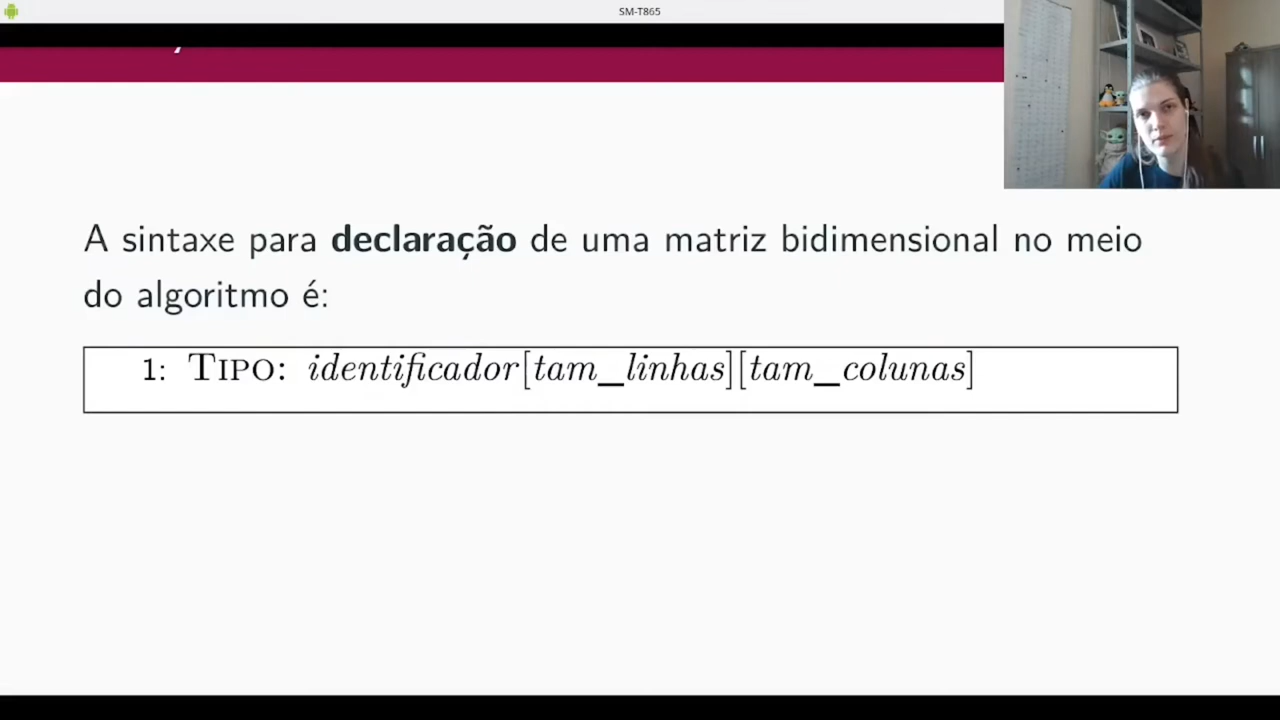 SM-T865
A sintaxe para declaração de uma matriz bidimensional no meio
do algoritmo é:
1: TIPO: identificador[tam_linhas][tam_colunas]